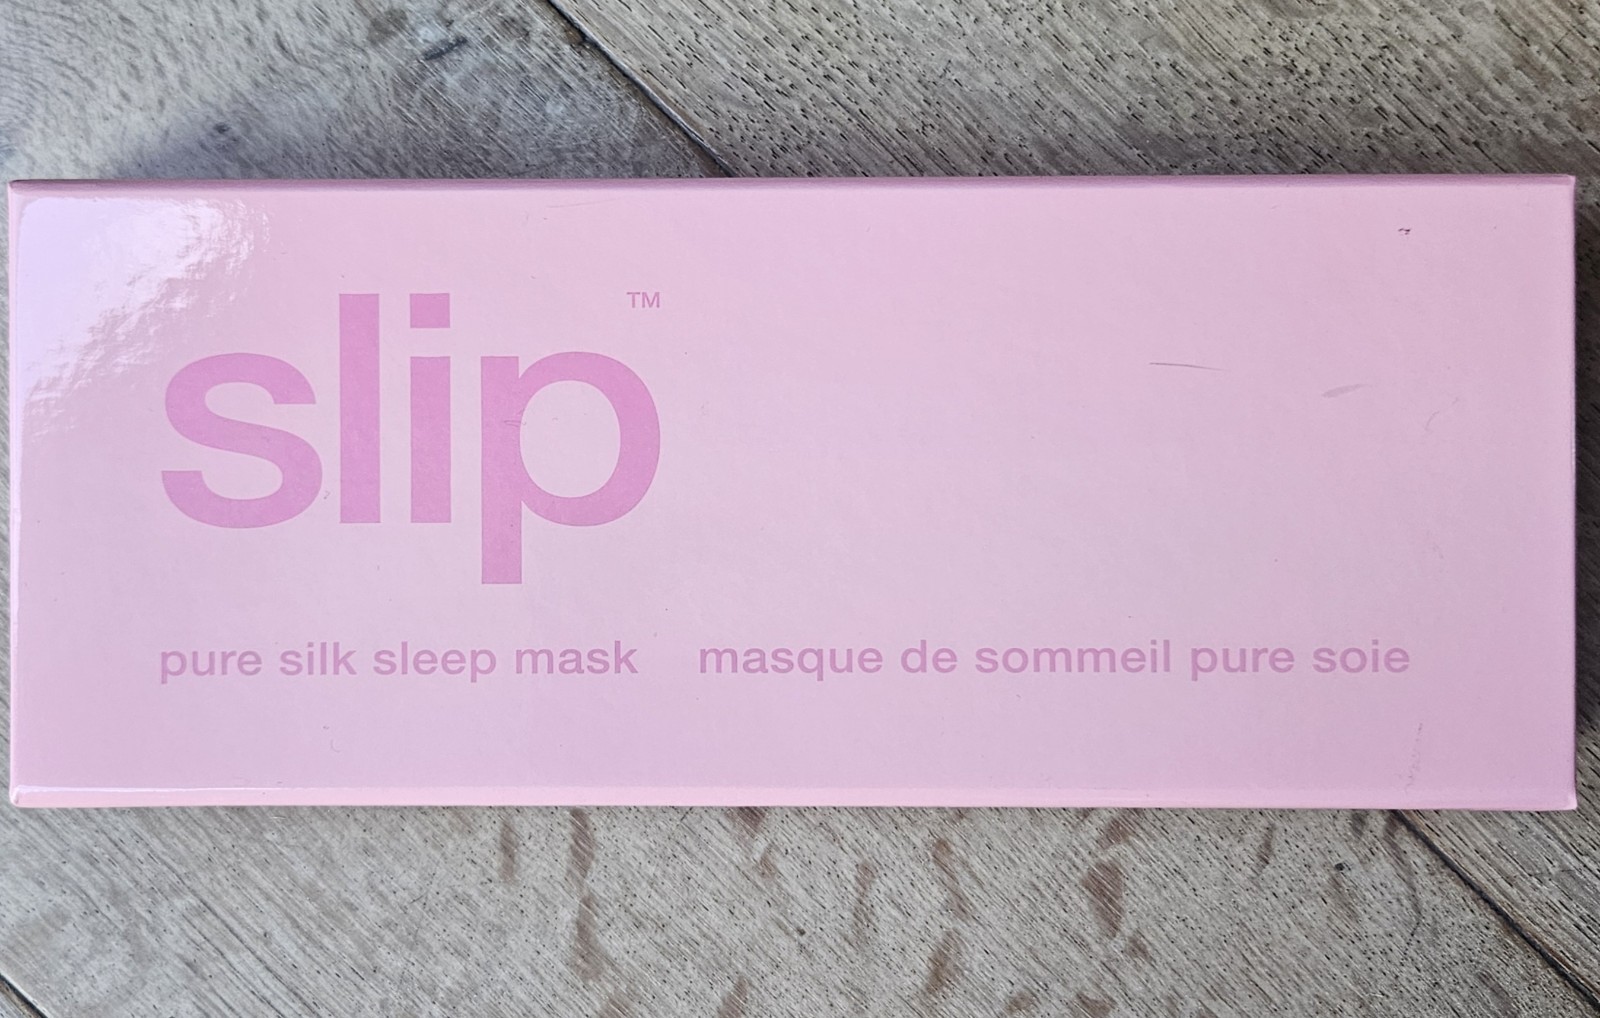 slip™
pure silk sleep mask masque de sommeil pure soie